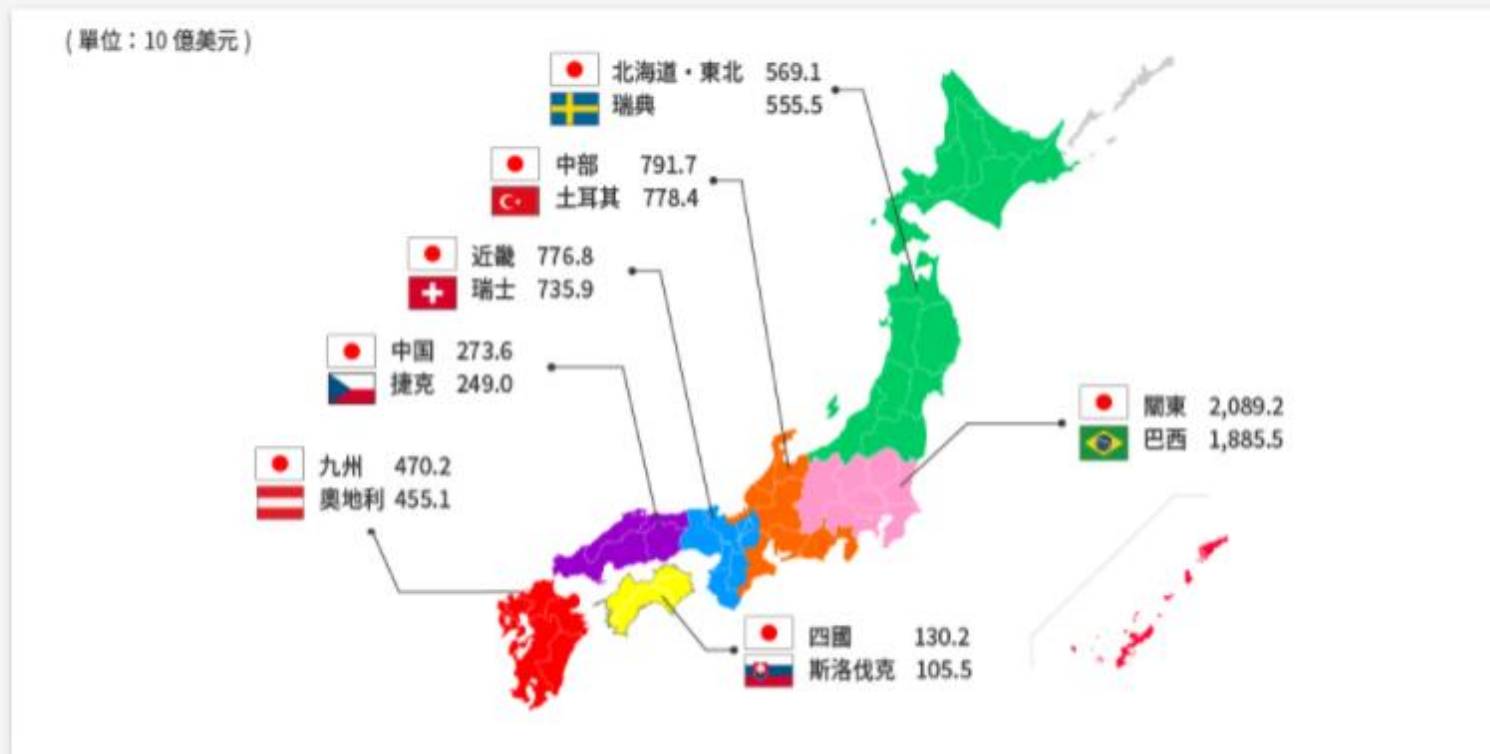 ( 單位：10 億美元 )
北海道・東北 569.1
瑞典 555.5
中部 791.7
土耳其 778.4
近畿 776.8
瑞士 735.9
中国 273.6
捷克 249.0
關東 2,089.2
巴西 1,885.5
九州 470.2
奧地利 455.1
四國 130.2
斯洛伐克 105.5